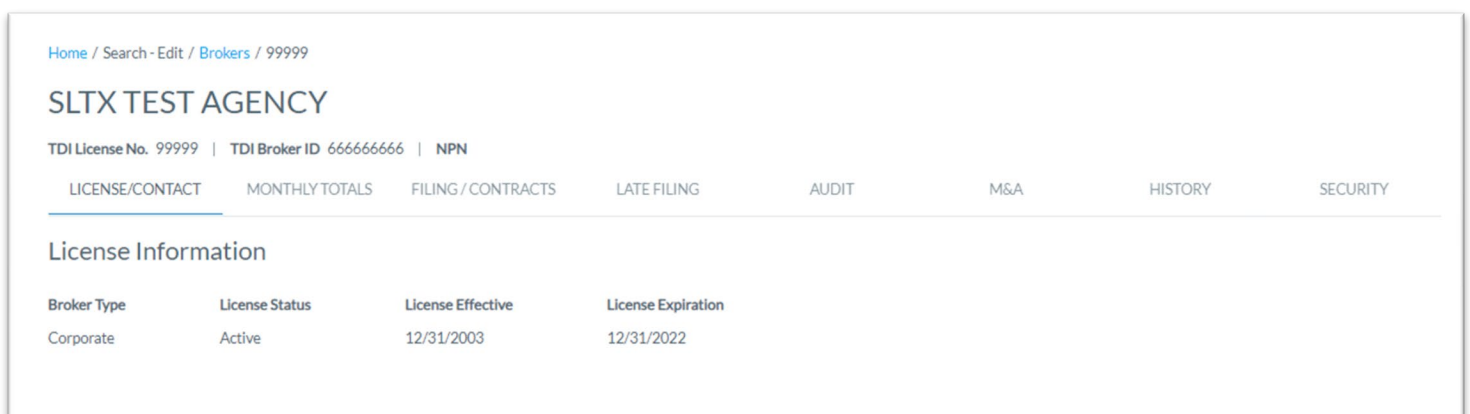 Home / Search - Edit / Brokers / 99999
SLTX TEST AGENCY
TDI License No. 99999 | TDI Broker ID 666666666 | NPN
LICENSE/CONTACT MONTHLY TOTALS FILING / CONTRACTS LATE FILING AUDIT M&A HISTORY SECURITY
License Information
Broker Type License Status License Effective License Expiration
Corporate Active 12/31/2003 12/31/2022